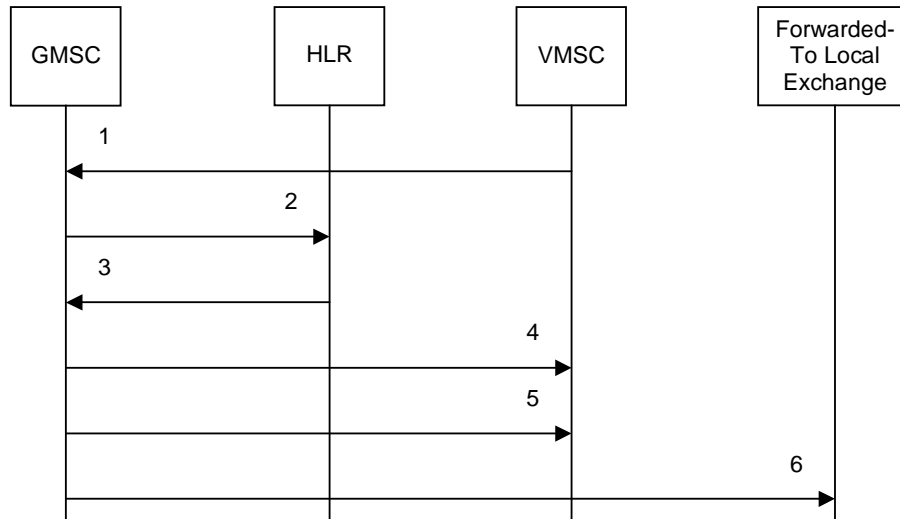 GMSC
HLR
VMSC
Forwarded-
To Local
Exchange
1
2
3
4
5
6